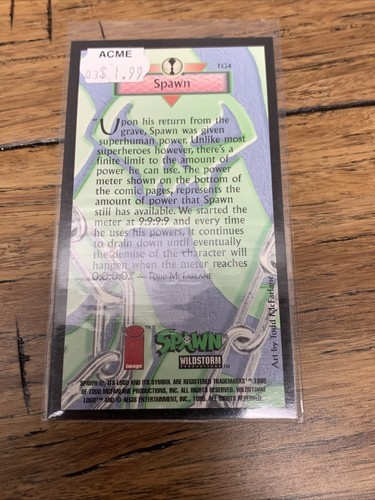 ACME
03$1.99
TG4
Spawn
"Upon his return from the
grave, Spawn was given
superhuman power. Unlike most
superheroes however, there's a
finite limit to the amount of
power he can use. The power
meter shown on the bottom of
the comic pages, represents the
amount of power that Spawn
still has available. We started the
meter at 9:9:9:9 and every time
he uses his powers, it continues
to drain down until eventually
the demise of the character will
happen when the meter reaches
0:0:0:0." — Todd McFarlane
Art by Todd McFarlane
image
TM
SPAWN
WILDSTORM
TM
SPAWN ©, ITS LOGO AND ITS SYMBOL ARE REGISTERED TRADEMARKS™ 1995
OF TODD MCFARLANE PRODUCTIONS, INC. ALL RIGHTS RESERVED. WILDSTORM
LOGO™ AND © AEGIS ENTERTAINMENT, INC., 1995. ALL RIGHTS RESERVED.